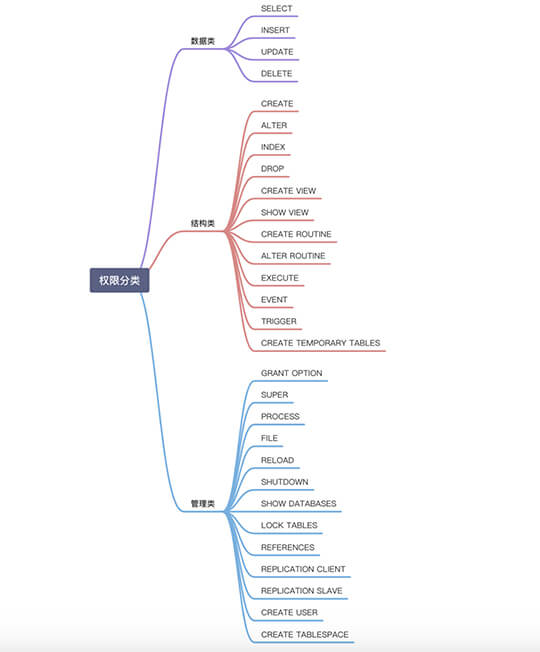 权限分类
数据类
SELECT
INSERT
UPDATE
DELETE
结构类
CREATE
ALTER
INDEX
DROP
CREATE VIEW
SHOW VIEW
CREATE ROUTINE
ALTER ROUTINE
EXECUTE
EVENT
TRIGGER
CREATE TEMPORARY TABLES
管理类
GRANT OPTION
SUPER
PROCESS
FILE
RELOAD
SHUTDOWN
SHOW DATABASES
LOCK TABLES
REFERENCES
REPLICATION CLIENT
REPLICATION SLAVE
CREATE USER
CREATE TABLESPACE